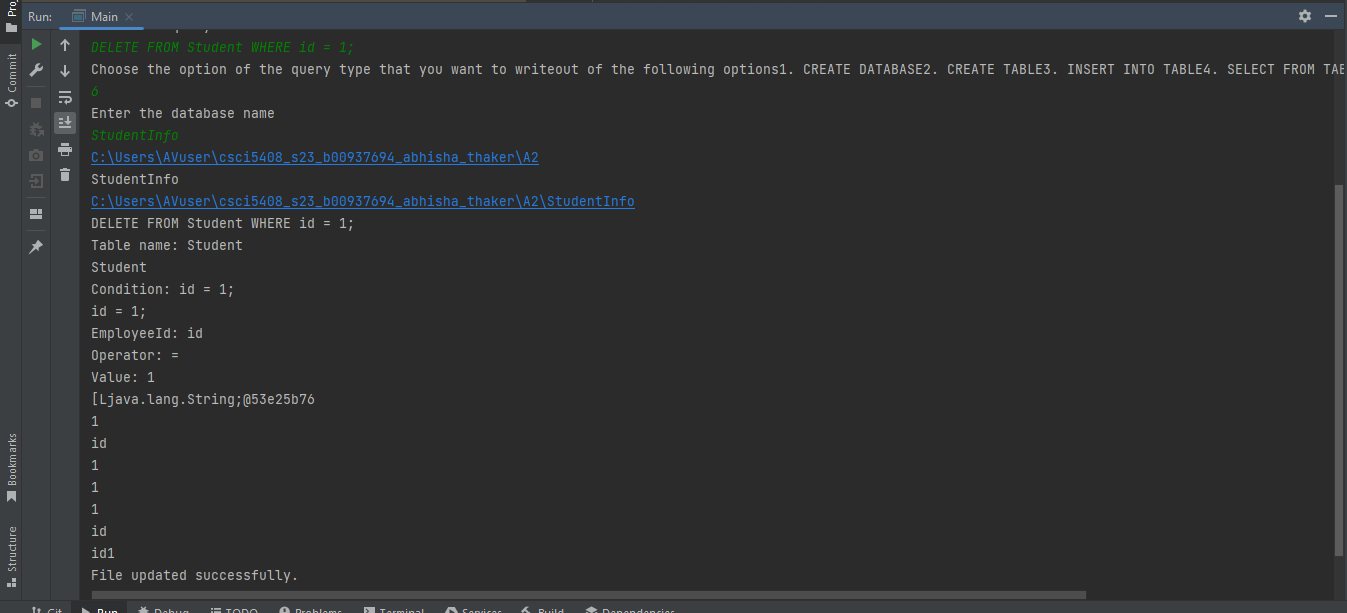 Run: Main
DELETE FROM Student WHERE id = 1;
Choose the option of the query type that you want to writeout of the following options1. CREATE DATABASE2. CREATE TABLE3. INSERT INTO TABLE4. SELECT FROM TAB
6
Enter the database name
StudentInfo
C:\Users\AVuser\csci5408_s23_b00937694_abhisha_thaker\A2
StudentInfo
C:\Users\AVuser\csci5408_s23_b00937694_abhisha_thaker\A2\StudentInfo
DELETE FROM Student WHERE id = 1;
Table name: Student
Student
Condition: id = 1;
id = 1;
EmployeeId: id
Operator: =
Value: 1
[Ljava.lang.String;@53e25b76
1
id
1
1
1
id
id1
File updated successfully.
Commit
Bookmarks
Structure
Git Run Debug TODO Problems Terminal Services Build Dependencies